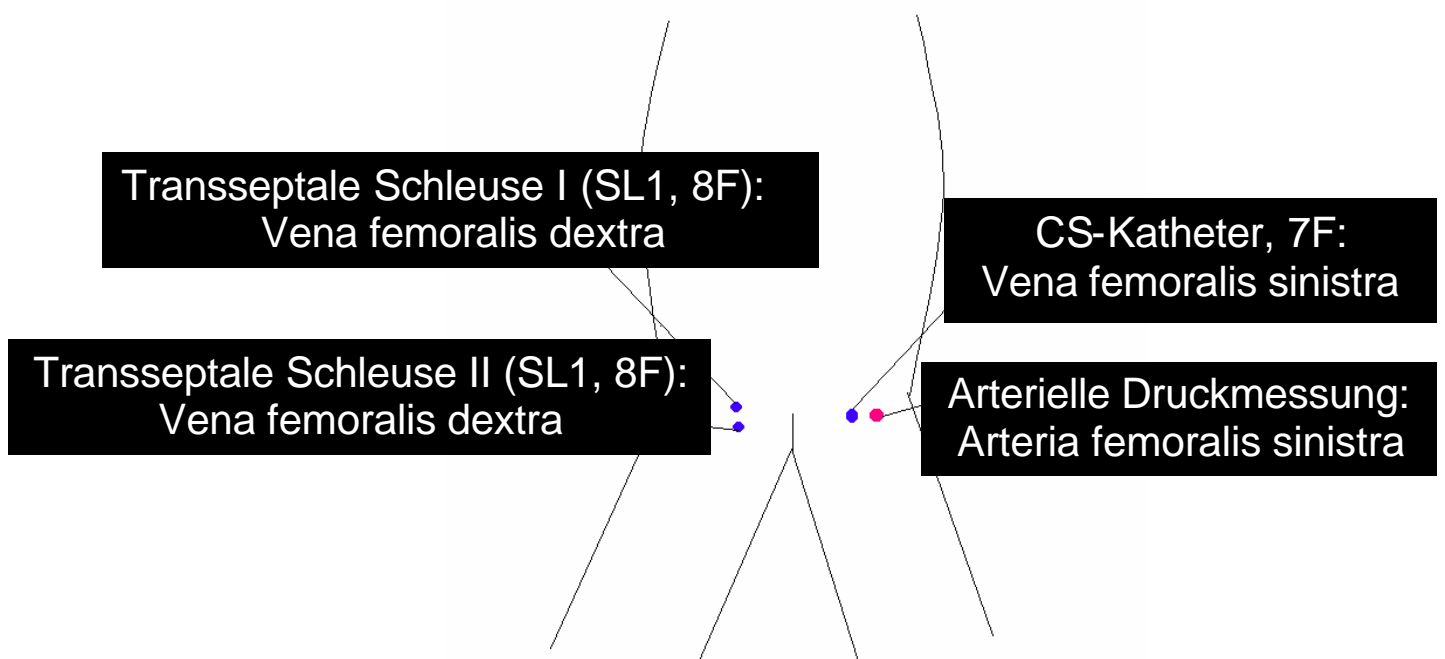 Transseptale Schleuse I (SL1, 8F):
Vena femoralis dextra
CS-Katheter, 7F:
Vena femoralis sinistra
Transseptale Schleuse II (SL1, 8F):
Vena femoralis dextra
Arterielle Druckmessung:
Arteria femoralis sinistra